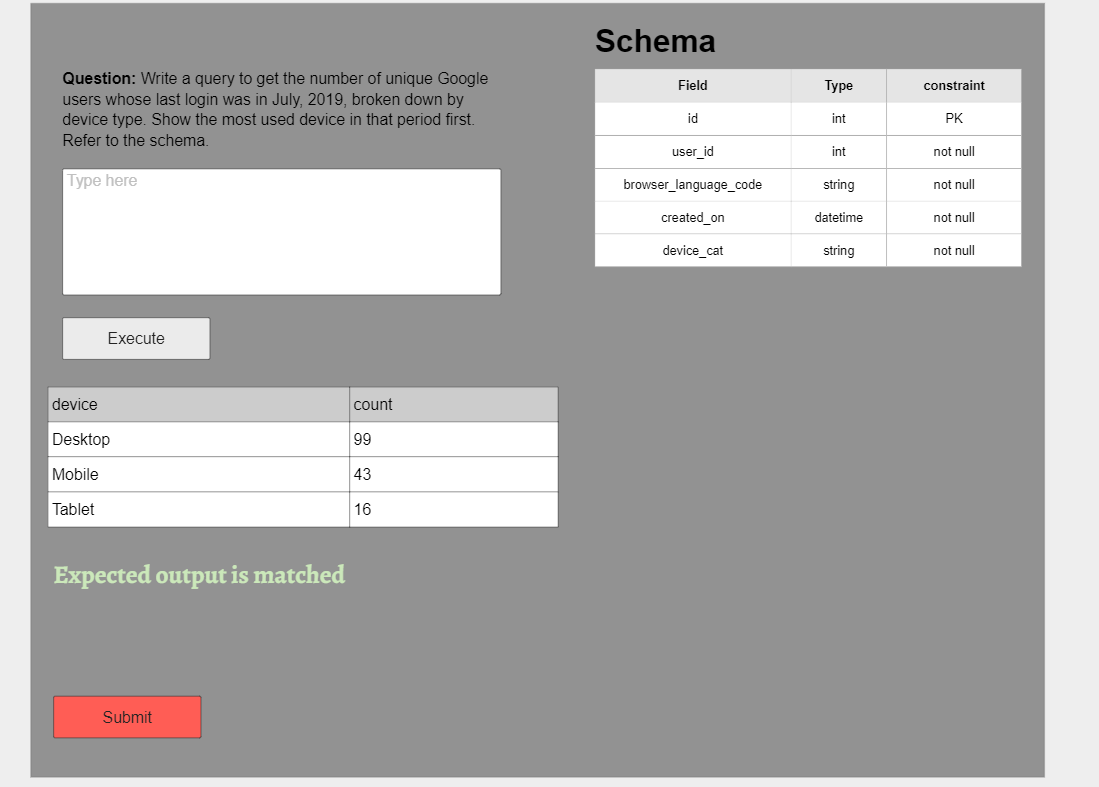 Schema
Question: Write a query to get the number of unique Google
users whose last login was in July, 2019, broken down by
device type. Show the most used device in that period first.
Refer to the schema.
Type here
Execute
device count
Desktop 99
Mobile 43
Tablet 16
Expected output is matched
Submit
Field Type constraint
id int PK
user_id int not null
browser_language_code string not null
created_on datetime not null
device_cat string not null